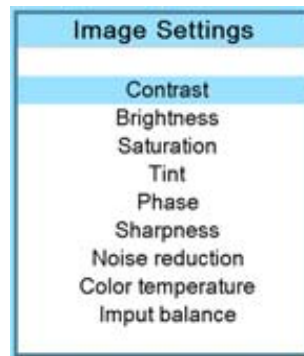 Image Settings
Contrast
Brightness
Saturation
Tint
Phase
Sharpness
Noise reduction
Color temperature
Imput balance